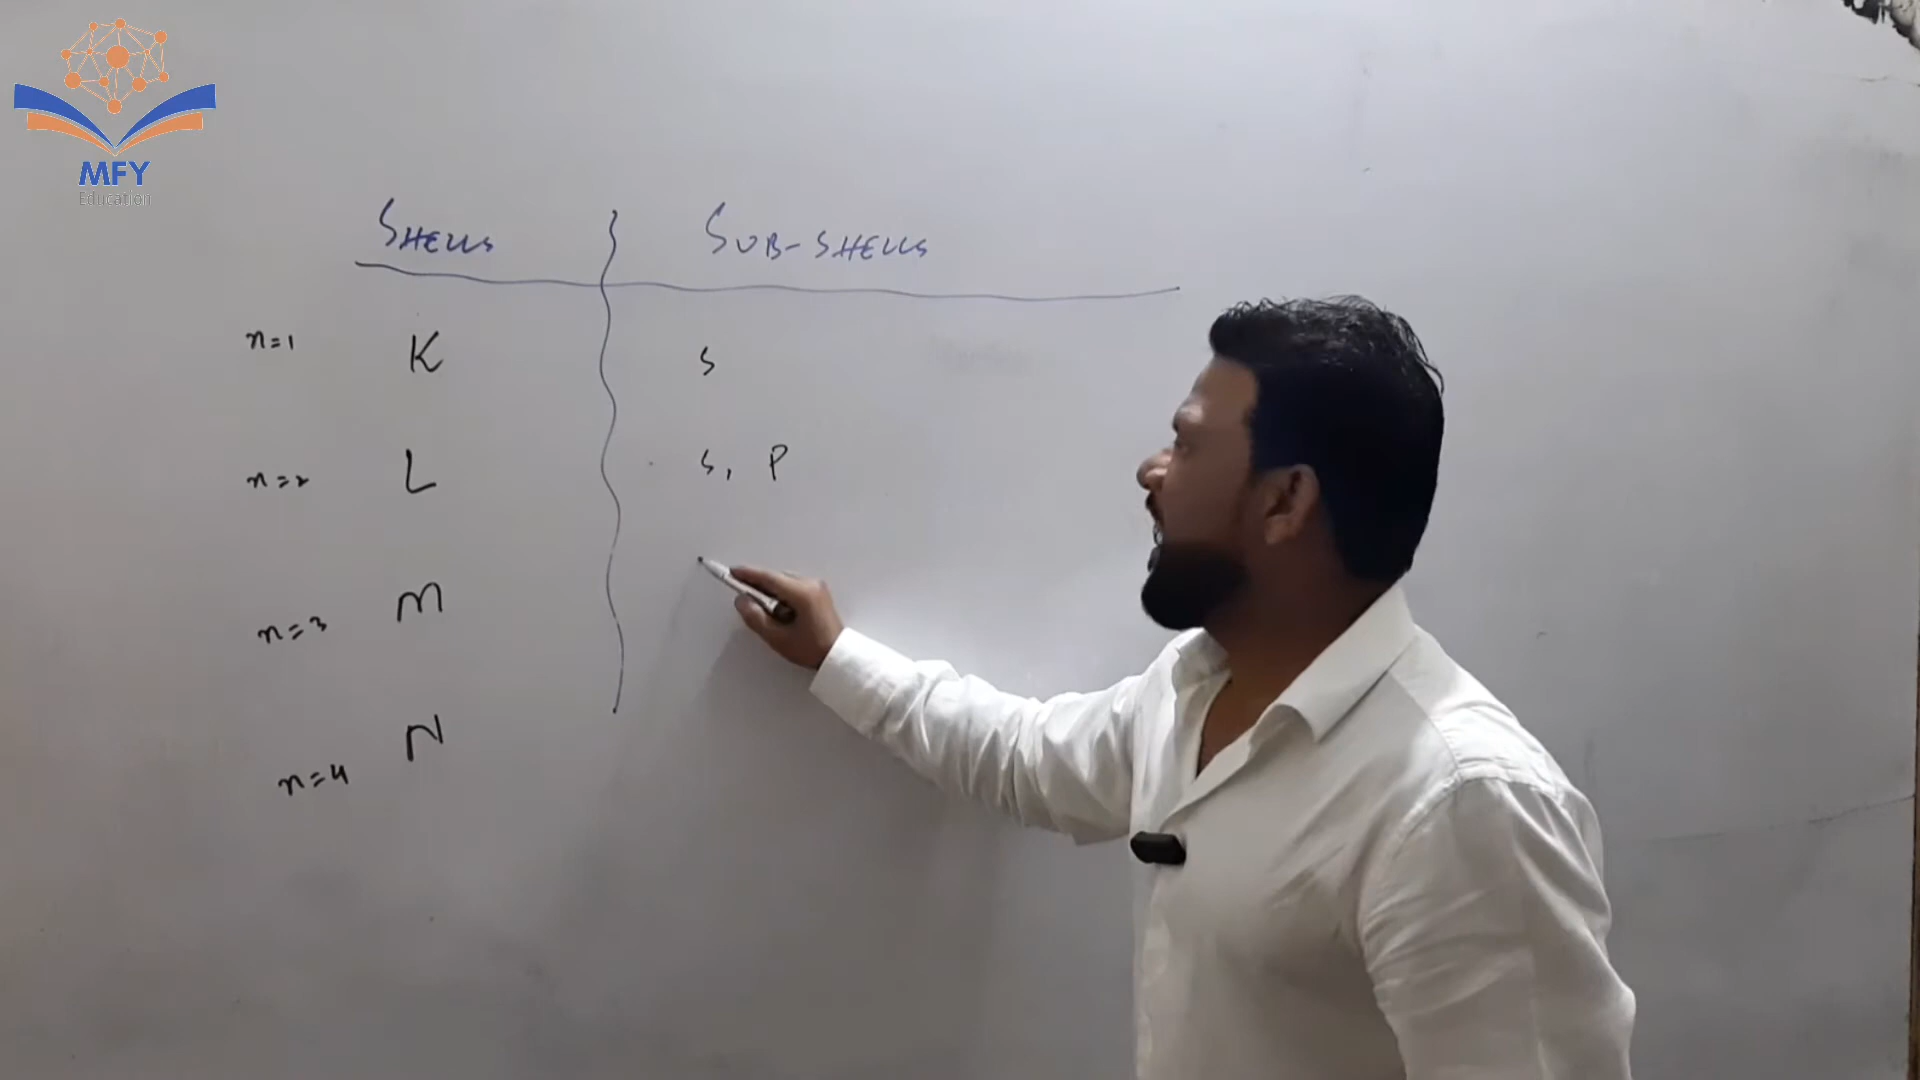 MFY
Education
SHELLS SUB-SHELLS
n=1 K s
n=2 L s, p
n=3 M
n=4 N